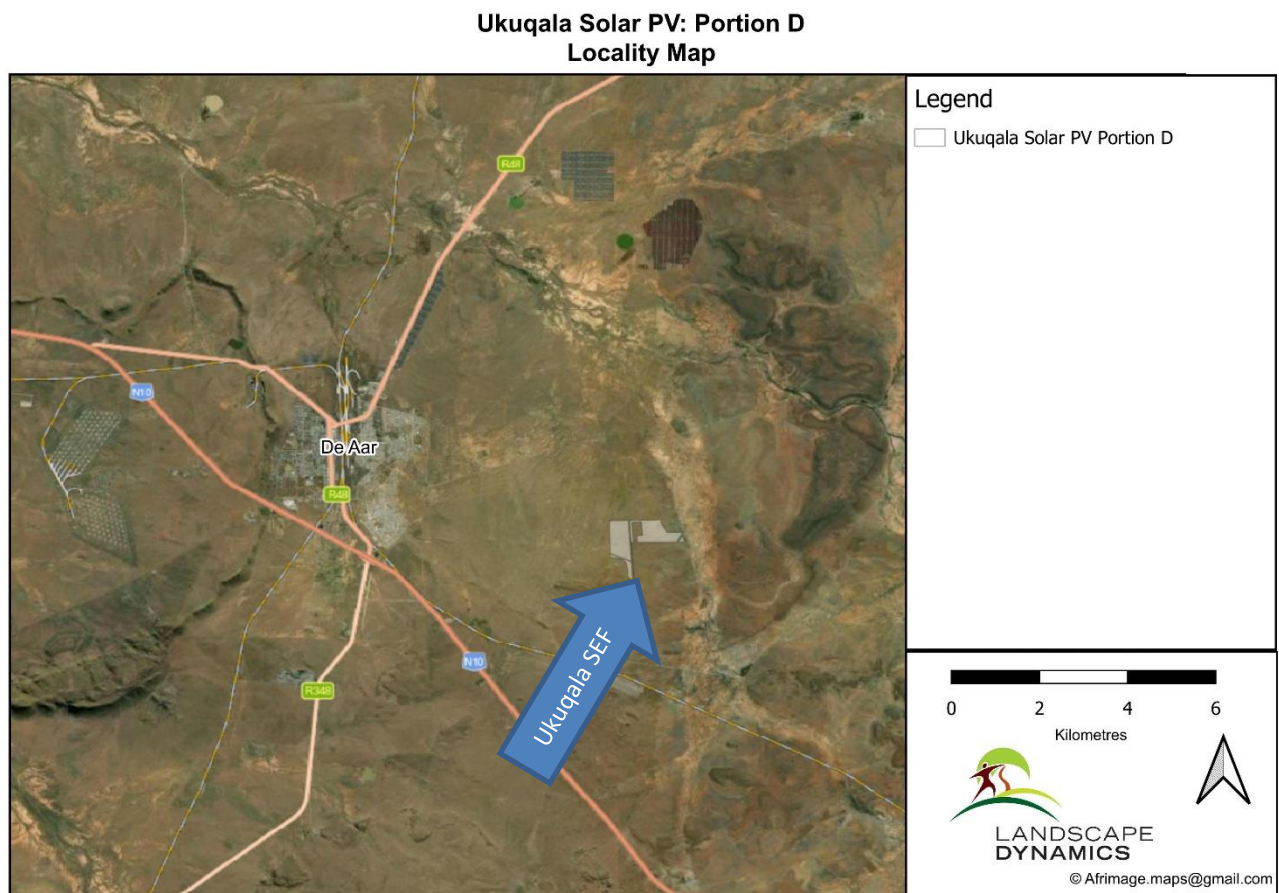 Ukuqala Solar PV: Portion D
Locality Map
R48
N10
De Aar
R48
N10
R348
Ukuqala SEF
Legend
Ukuqala Solar PV Portion D
0 2 4 6
Kilometres
LANDSCAPE
DYNAMICS
© Afrimage.maps@gmail.com